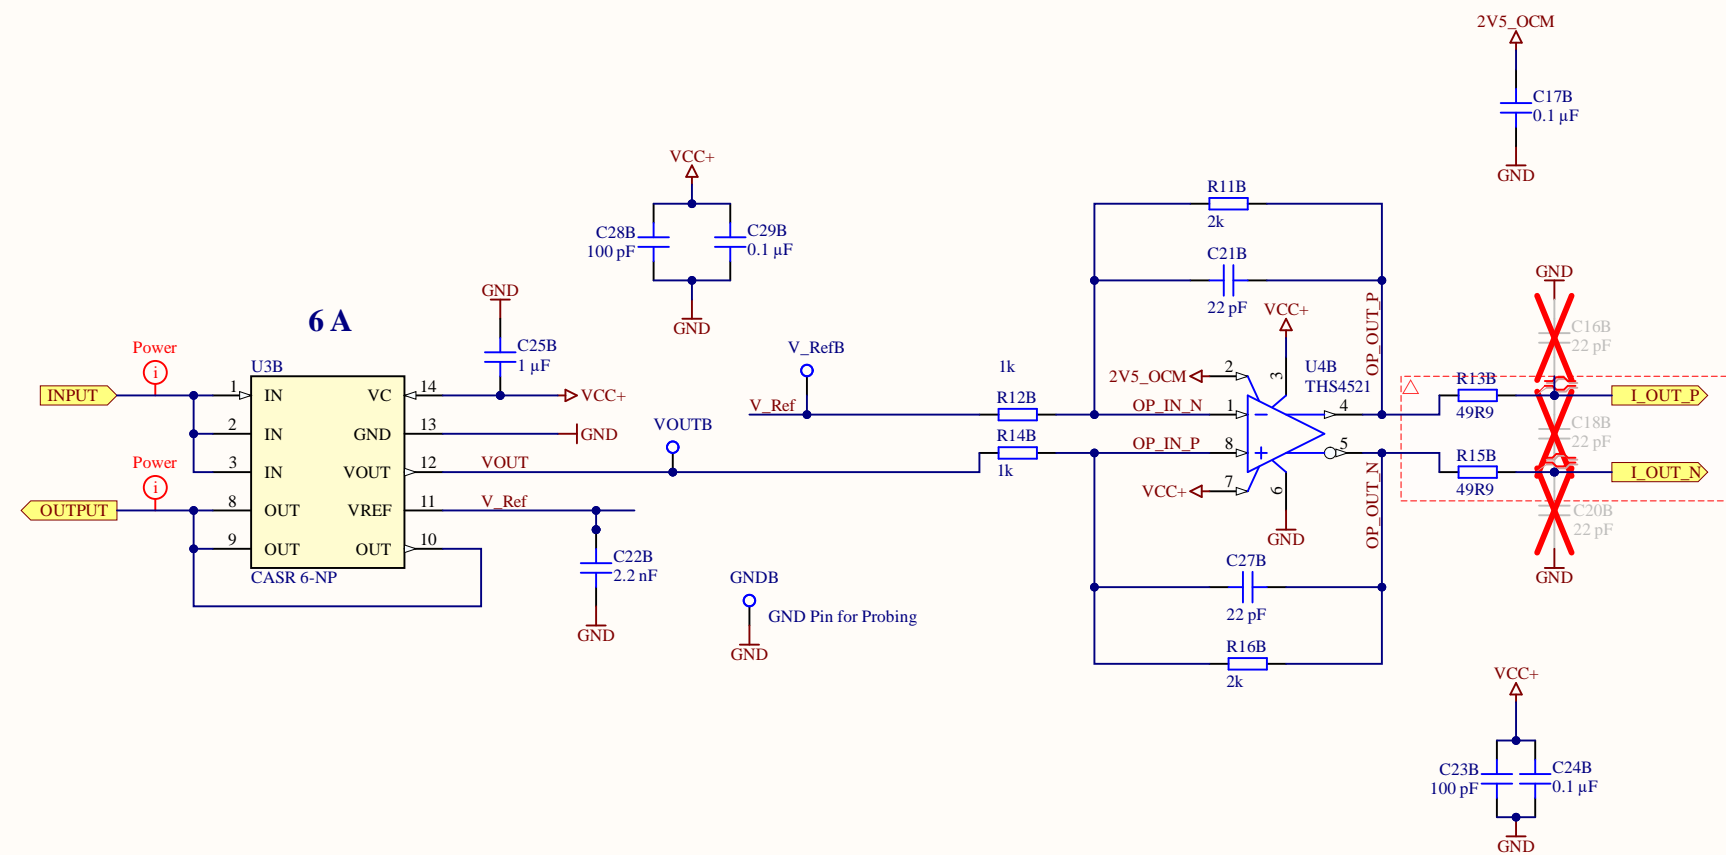 2V5_OCM
C17B
0.1 µF
GND
VCC+
C28B
100 pF
C29B
0.1 µF
GND
R11B
2k
C21B
22 pF
VCC+
GND
C16B
22 pF
GND
C25B
1 µF
6 A
Power
i
INPUT
U3B
1 IN VC 14
VCC+
2 IN GND 13
GND
3 IN VOUT 12
VOUT
8 OUT VREF 11
V_Ref
9 OUT OUT 10
CASR 6-NP
Power
i
OUTPUT
V_RefB
V_Ref
VOUTB
1k
R12B
R14B
1k
2V5_OCM
2
OP_IN_N
1
OP_IN_P
8
VCC+
7
3
6
U4B
THS4521
4
5
OP_OUT_P
OP_OUT_N
GND
R13B
49R9
I_OUT_P
C18B
22 pF
R15B
49R9
I_OUT_N
C20B
22 pF
GND
C22B
2.2 nF
GND
GNDB
GND Pin for Probing
GND
C27B
22 pF
R16B
2k
VCC+
C23B
100 pF
C24B
0.1 µF
GND